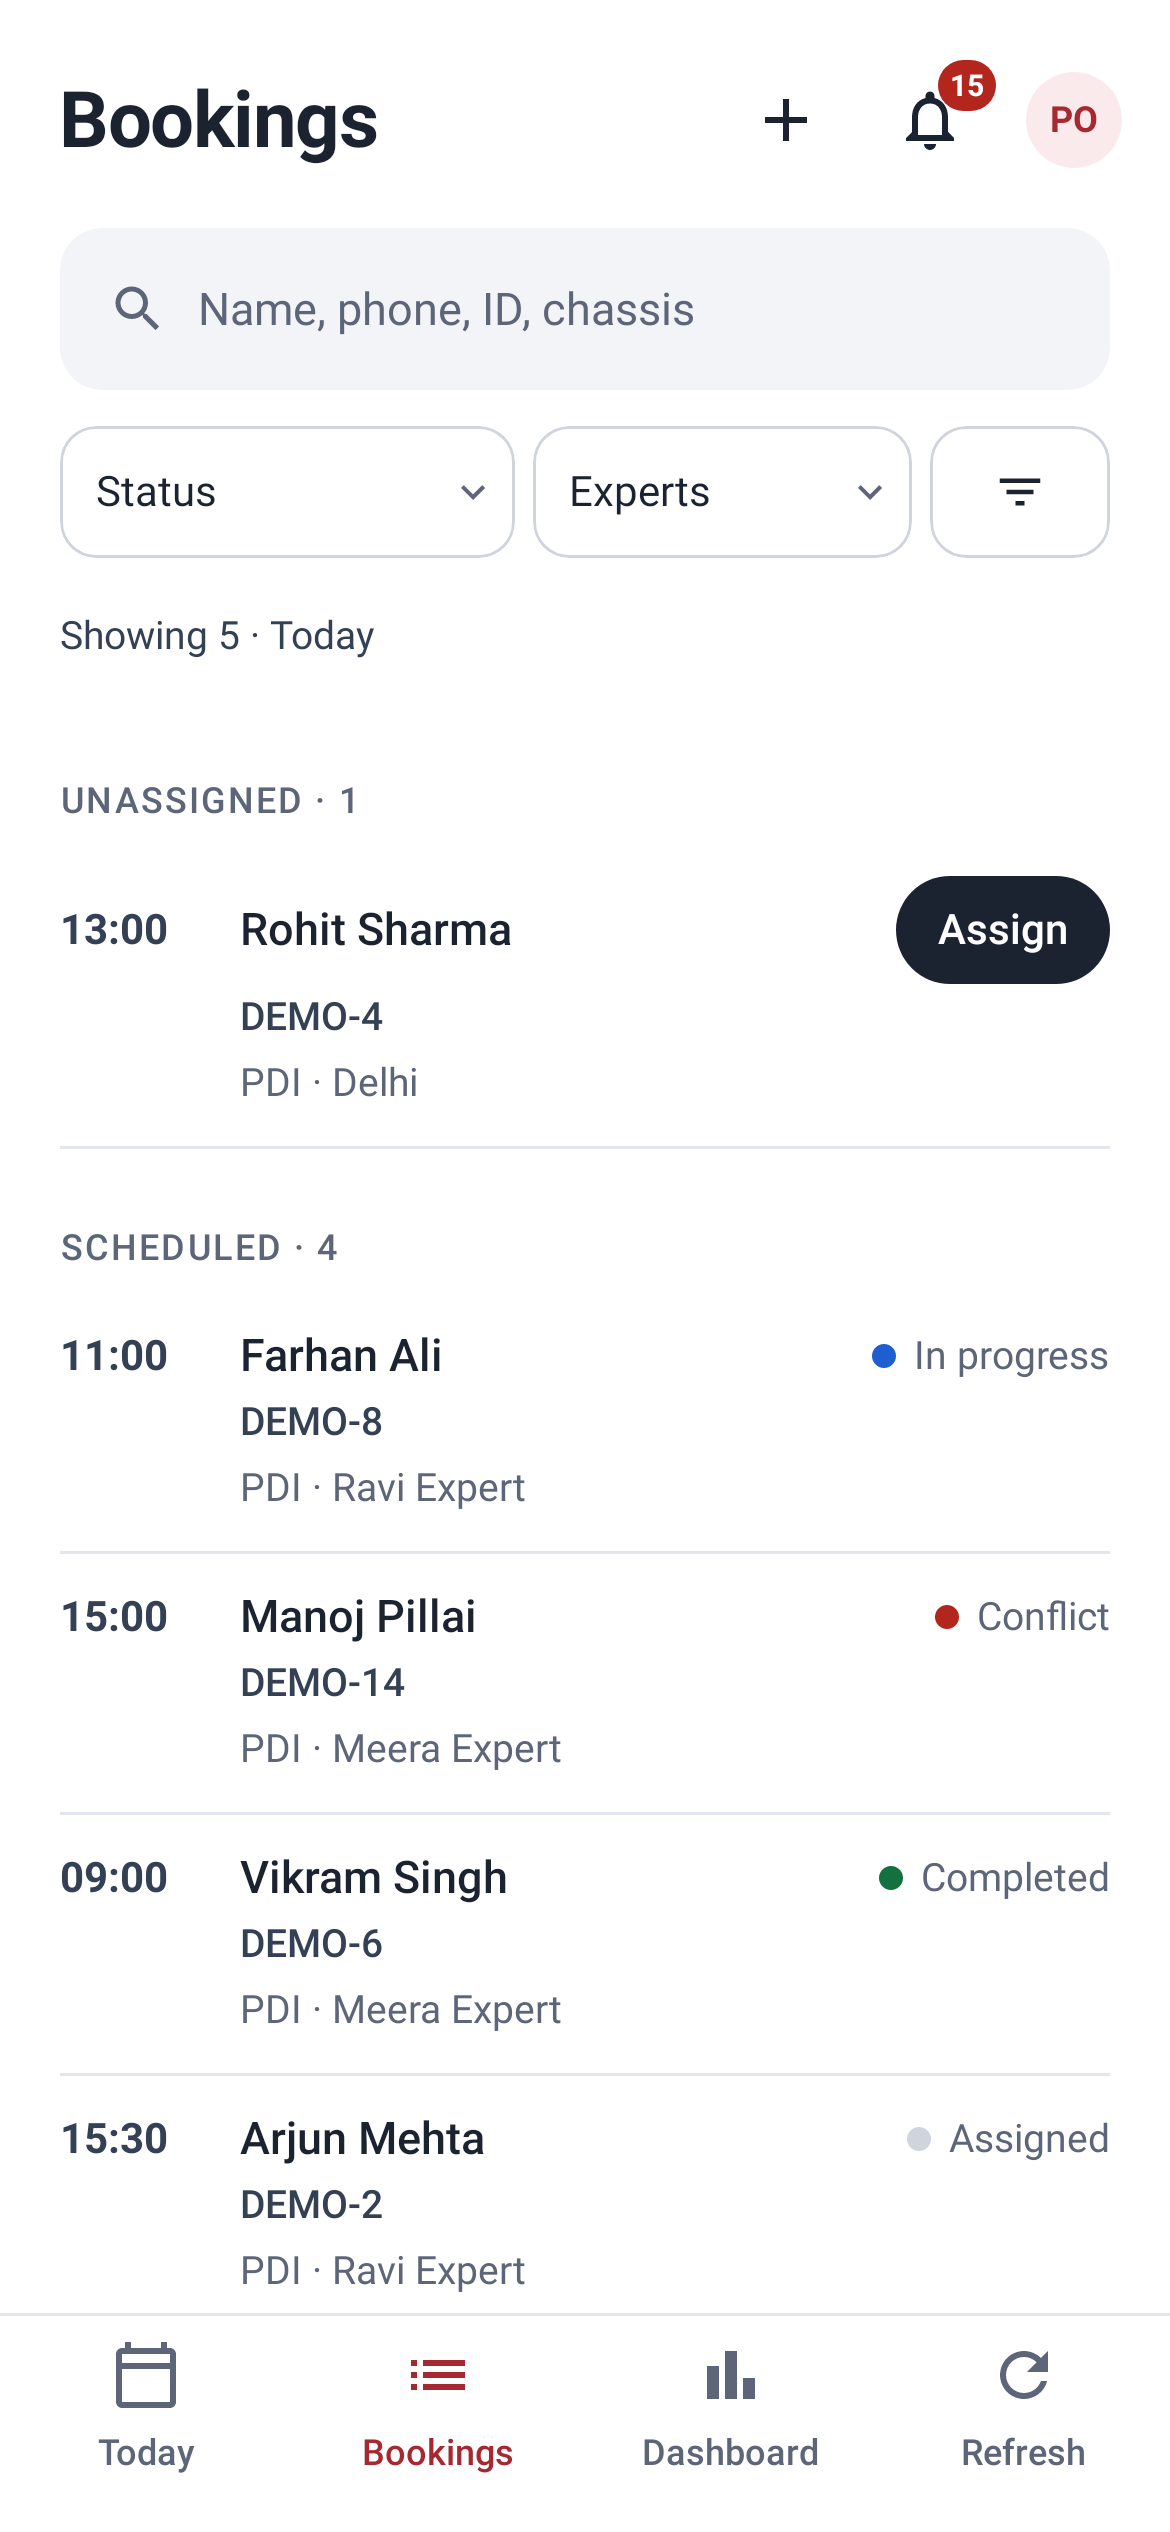 Bookings
15
PO
Name, phone, ID, chassis
Status
Experts
Showing 5 · Today
UNASSIGNED · 1
13:00 Rohit Sharma Assign
DEMO-4
PDI · Delhi
SCHEDULED · 4
11:00 Farhan Ali In progress
DEMO-8
PDI · Ravi Expert
15:00 Manoj Pillai Conflict
DEMO-14
PDI · Meera Expert
09:00 Vikram Singh Completed
DEMO-6
PDI · Meera Expert
15:30 Arjun Mehta Assigned
DEMO-2
PDI · Ravi Expert
Today Bookings Dashboard Refresh